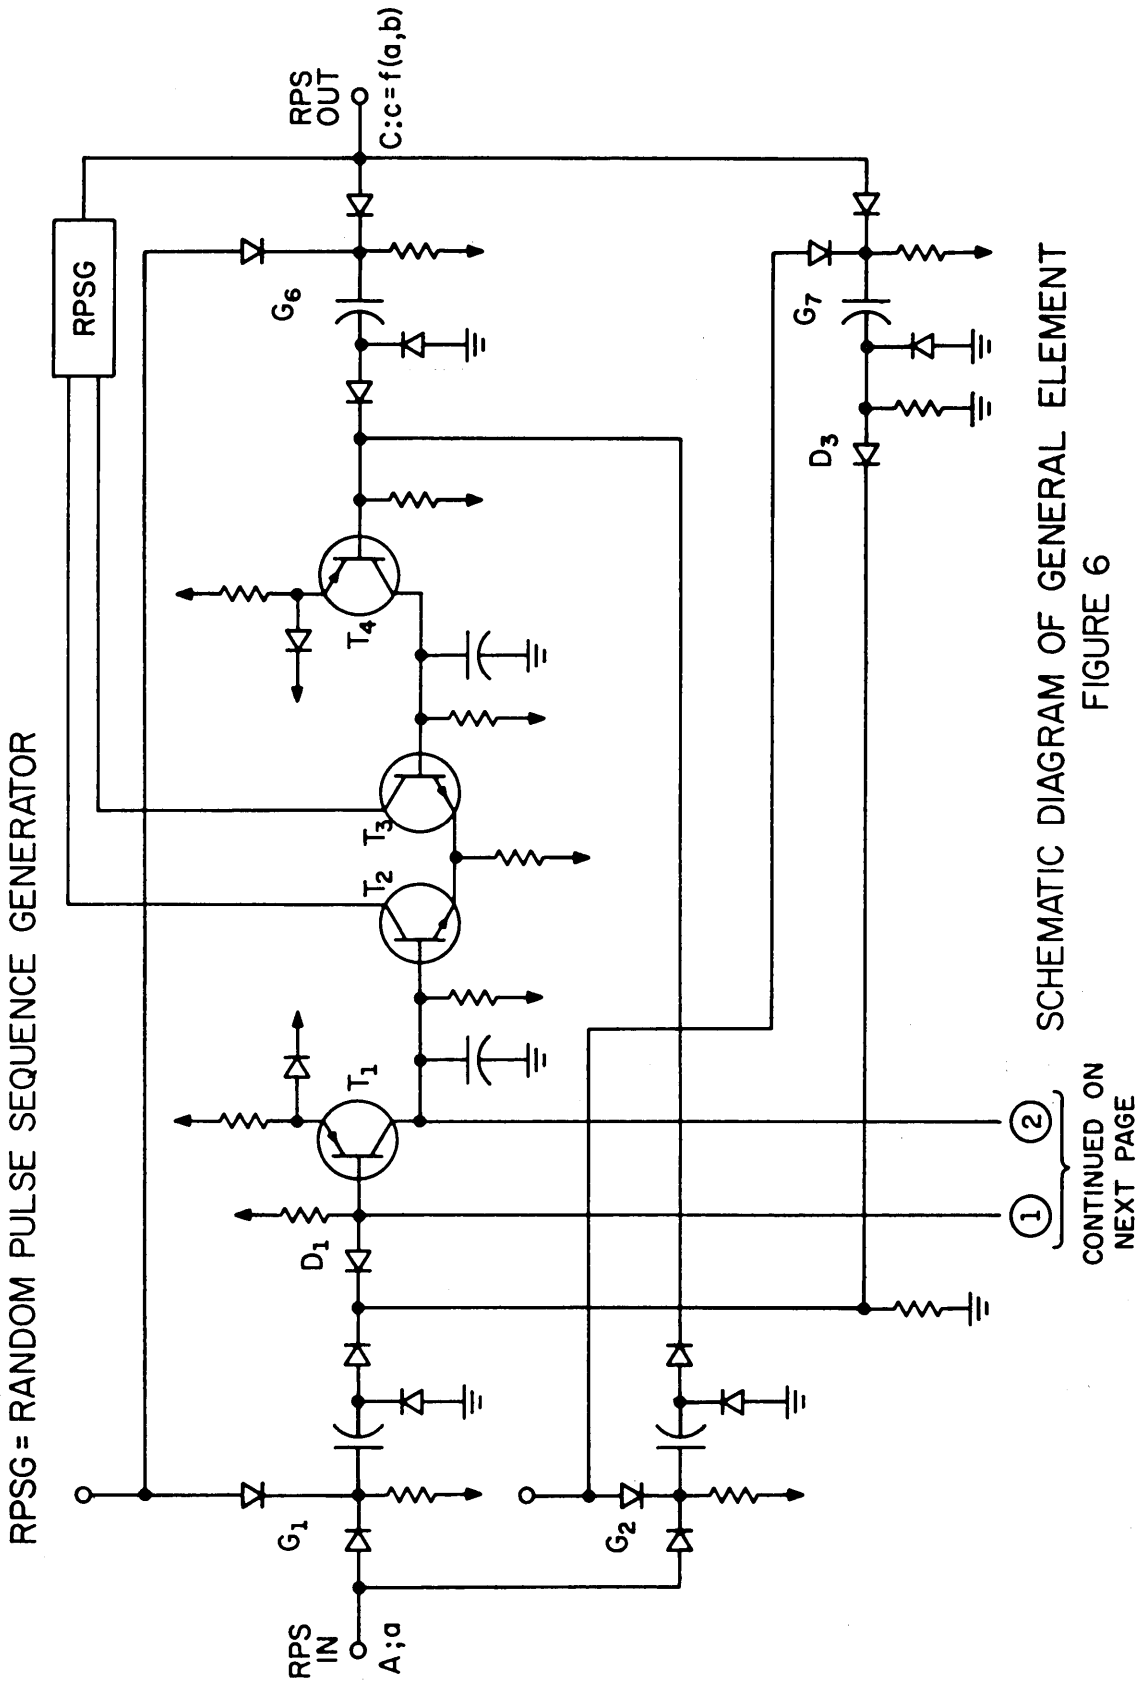 RPSG = RANDOM PULSE SEQUENCE GENERATOR
RPSG
RPS
OUT
C:c=f(a,b)
G6
G7
D3
T4
T3
T2
T1
D1
G1
G2
RPS
IN
A;a
1
2
CONTINUED ON
NEXT PAGE
SCHEMATIC DIAGRAM OF GENERAL ELEMENT
FIGURE 6